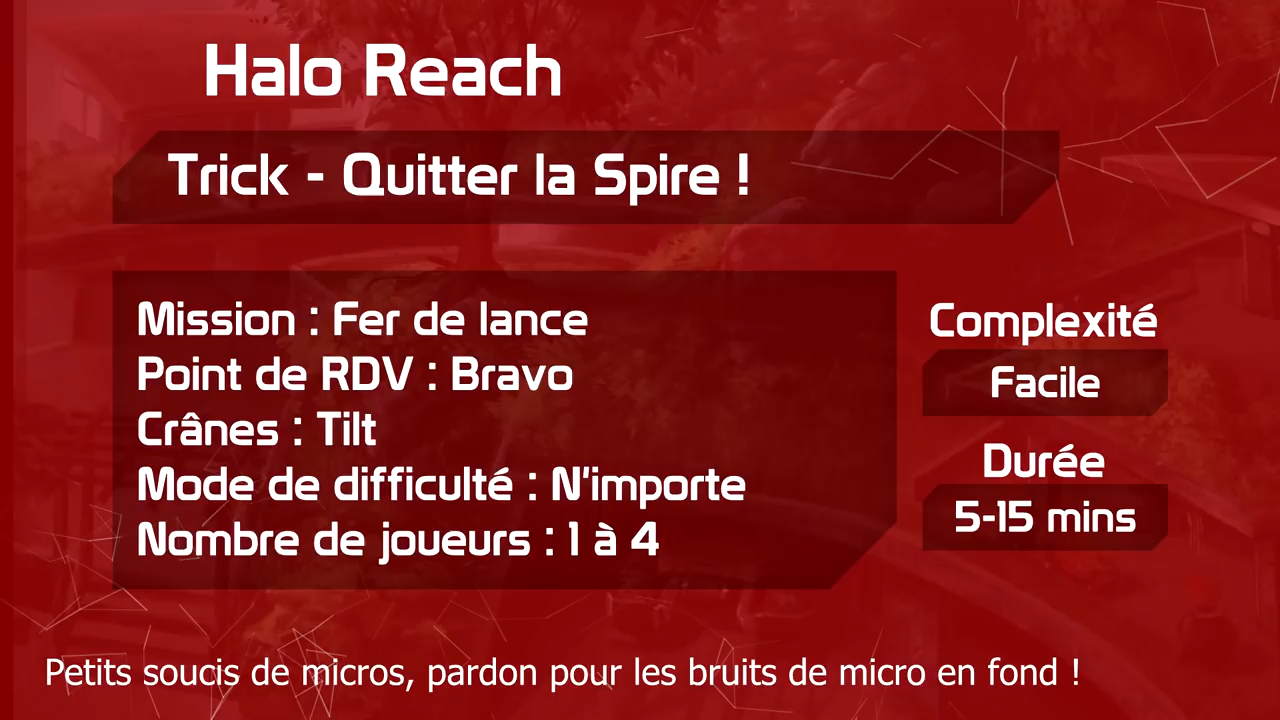 Halo Reach
Trick - Quitter la Spire !
Mission : Fer de lance
Point de RDV : Bravo
Crânes : Tilt
Mode de difficulté : N'importe
Nombre de joueurs : 1 à 4
Complexité
Facile
Durée
5-15 mins
Petits soucis de micros, pardon pour les bruits de micro en fond !